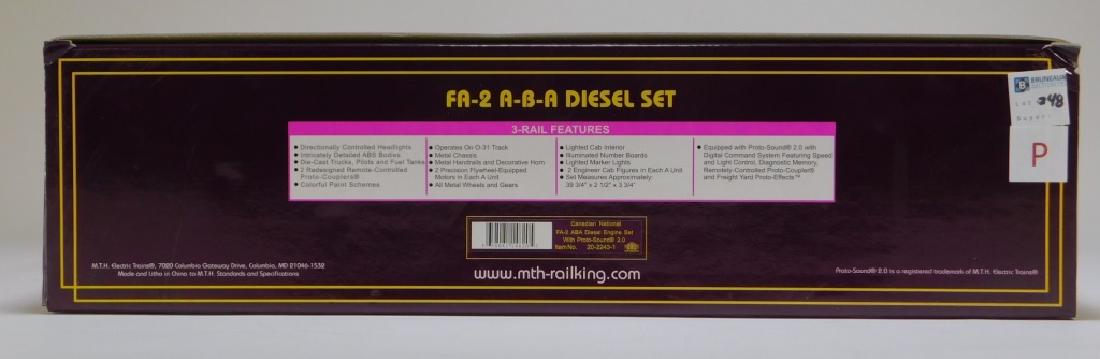 FA-2 A-B-A DIESEL SET
3-RAIL FEATURES
Directionally Controlled Headlights
Intricately Detailed ABS Bodies
Die-Cast Trucks, Pilots and Fuel Tanks
2 Redesigned Remote-Controlled
Proto-Couplers®
Colorful Paint Schemes
Operates On O-31 Track
Metal Chassis
Metal Handrails and Decorative Horn
2 Precision Flywheel-Equipped
Motors in Each A Unit
All Metal Wheels and Gears
Lighted Cab Interior
Illuminated Number Boards
Lighted Marker Lights
2 Engineer Cab Figures in Each A Unit
Set Measures Approximately:
39 3/4" x 2 1/2" x 3 3/4"
Equipped with Proto-Sound® 2.0 with
Digital Command System Featuring Speed
and Light Control, Diagnostic Memory,
Remotely-Controlled Proto-Coupler®
and Freight Yard Proto-Effects™
BRUNEAU
Lot 348
P
Canadian National
FA-2 ABA Diesel Engine Set
With Proto-Sound® 2.0
Item No. 20-2243-1
M.T.H. Electric Trains®, 7020 Columbia Gateway Drive, Columbia, MD 21046-1532
Made and Litho in China to M.T.H. Standards and Specifications
www.mth-railking.com
Proto-Sound® 2.0 is a registered trademark of M.T.H. Electric Trains®